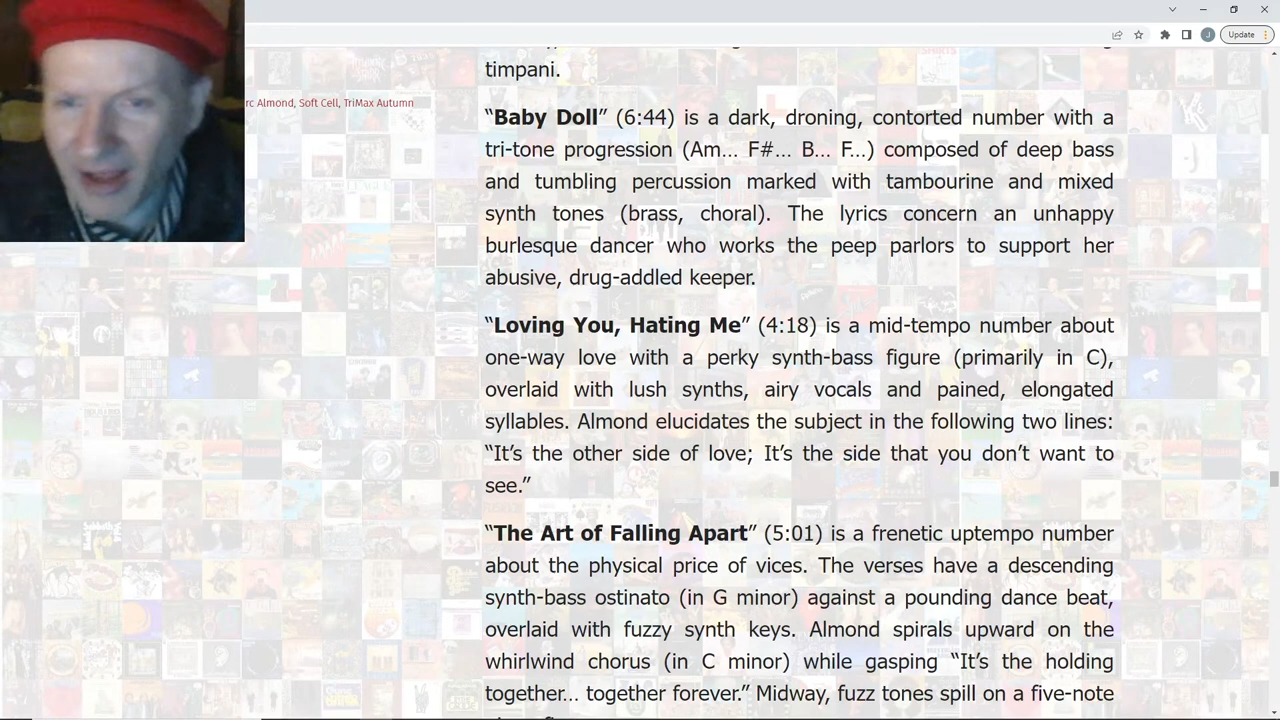 Update
timpani.
rc Almond, Soft Cell, TriMax Autumn
“Baby Doll” (6:44) is a dark, droning, contorted number with a
tri-tone progression (Am… F#… B… F…) composed of deep bass
and tumbling percussion marked with tambourine and mixed
synth tones (brass, choral). The lyrics concern an unhappy
burlesque dancer who works the peep parlors to support her
abusive, drug-addled keeper.
“Loving You, Hating Me” (4:18) is a mid-tempo number about
one-way love with a perky synth-bass figure (primarily in C),
overlaid with lush synths, airy vocals and pained, elongated
syllables. Almond elucidates the subject in the following two lines:
“It’s the other side of love; It’s the side that you don’t want to
see.”
“The Art of Falling Apart” (5:01) is a frenetic uptempo number
about the physical price of vices. The verses have a descending
synth-bass ostinato (in G minor) against a pounding dance beat,
overlaid with fuzzy synth keys. Almond spirals upward on the
whirlwind chorus (in C minor) while gasping “It’s the holding
together… together forever.” Midway, fuzz tones spill on a five-note